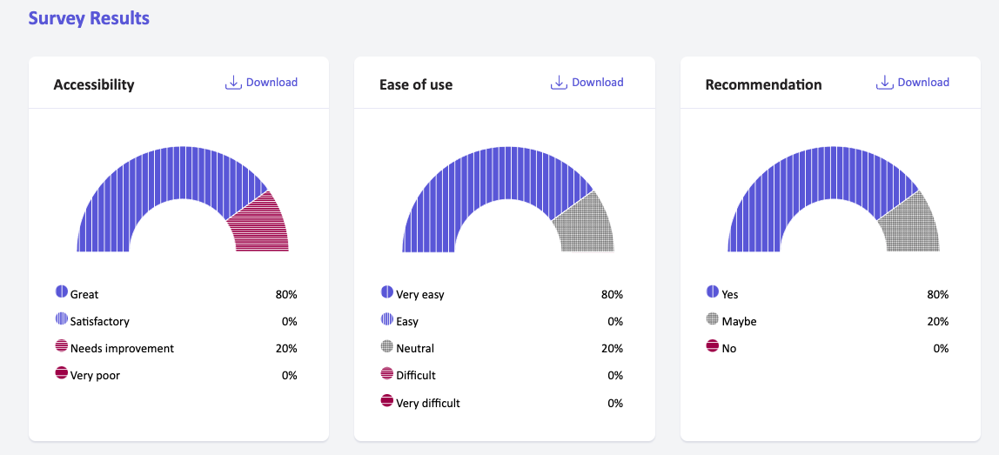 Survey Results
Accessibility
Download
Great 80%
Satisfactory 0%
Needs improvement 20%
Very poor 0%
Ease of use
Download
Very easy 80%
Easy 0%
Neutral 20%
Difficult 0%
Very difficult 0%
Recommendation
Download
Yes 80%
Maybe 20%
No 0%